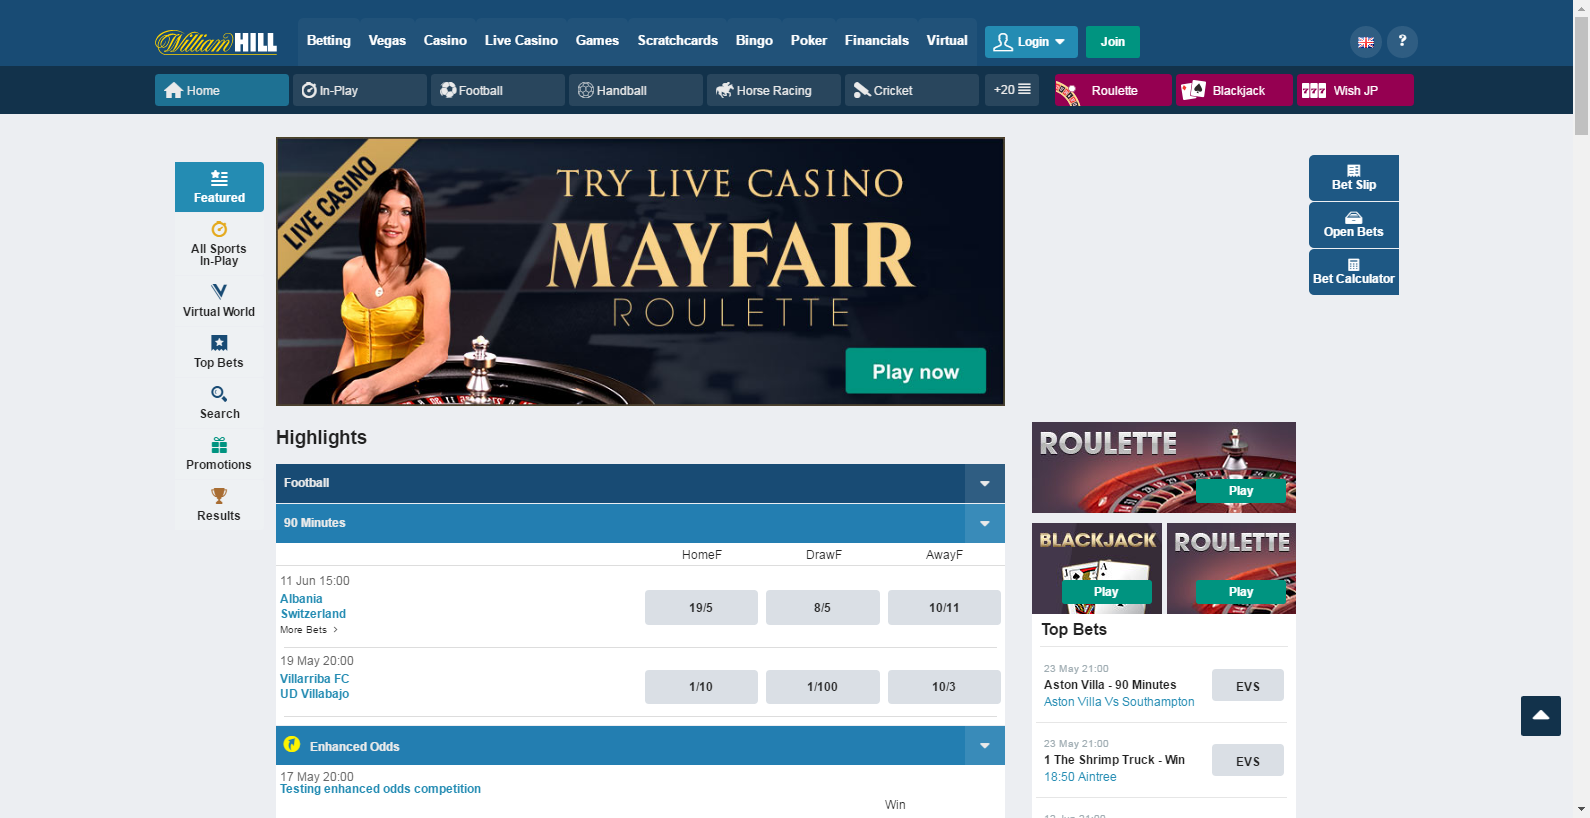 William HILL
Betting Vegas Casino Live Casino Games Scratchcards Bingo Poker Financials Virtual
Login
Join
?
Home
In-Play
Football
Handball
Horse Racing
Cricket
+20
Roulette
Blackjack
777 Wish JP
Featured
All Sports
In-Play
Virtual World
Top Bets
Search
Promotions
Results
LIVE CASINO
TRY LIVE CASINO
MAYFAIR
ROULETTE
Play now
Bet Slip
Open Bets
Bet Calculator
Highlights
Football
90 Minutes
HomeF DrawF AwayF
11 Jun 15:00
Albania
Switzerland
More Bets >
19/5 8/5 10/11
19 May 20:00
Villarriba FC
UD Villabajo
1/10 1/100 10/3
Enhanced Odds
17 May 20:00
Testing enhanced odds competition
Win
ROULETTE
Play
BLACKJACK
Play
ROULETTE
Play
Top Bets
23 May 21:00
Aston Villa - 90 Minutes
Aston Villa Vs Southampton
EVS
23 May 21:00
1 The Shrimp Truck - Win
18:50 Aintree
EVS